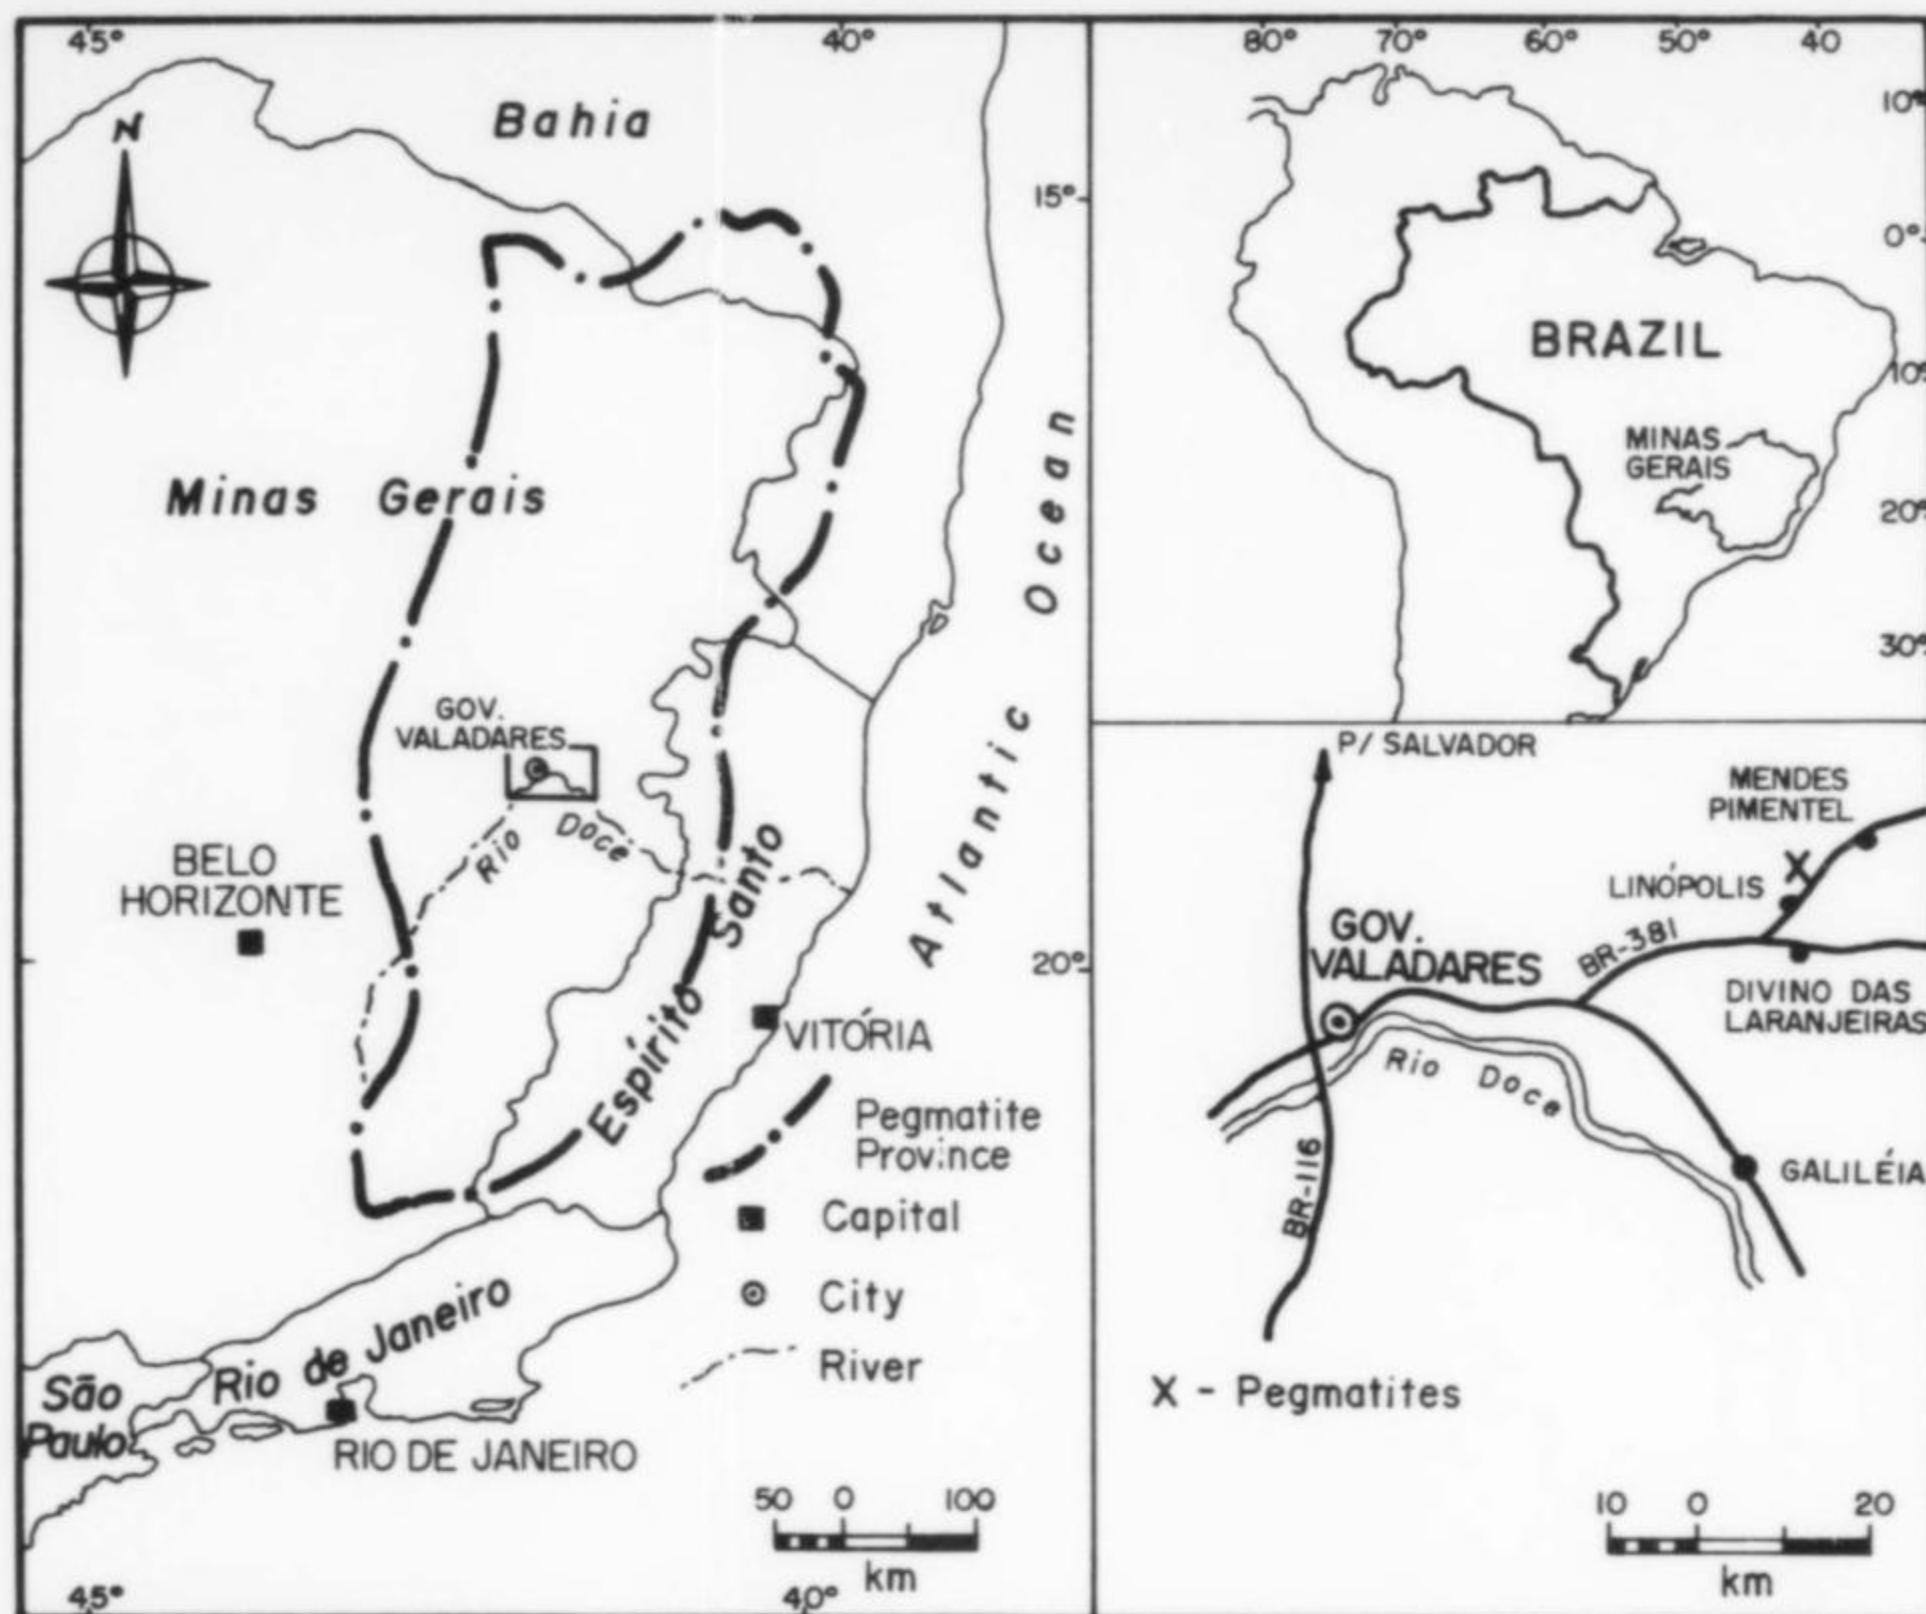 45°
40°
Bahia
N
15°
Minas Gerais
GOV.
VALADARES
Rio Doce
BELO
HORIZONTE
Espírito Santo
Atlantic Ocean
20°
VITÓRIA
Pegmatite
Province
Capital
City
River
Rio de Janeiro
São
Paulo
RIO DE JANEIRO
50 0 100
km
45°
40°
80° 70° 60° 50° 40
10°
0°
BRAZIL
10°
MINAS
GERAIS
20°
30°
P/ SALVADOR
MENDES
PIMENTEL
X
LINÓPOLIS
GOV.
VALADARES
BR-381
DIVINO DAS
LARANJEIRAS
Rio Doce
BR-116
GALILÉIA
X - Pegmatites
10 0 20
km